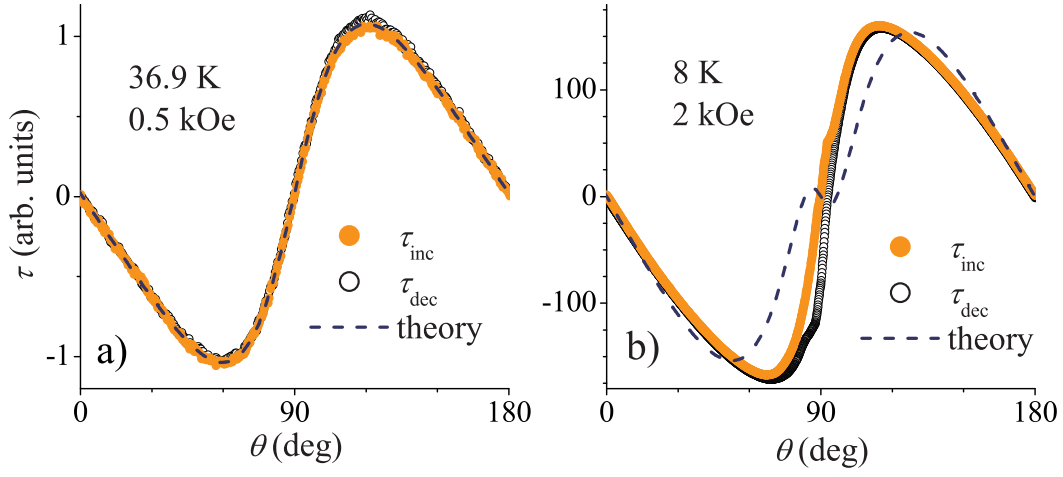 36.9 K
0.5 kOe
τ (arb. units)
1
0
-1
τinc
τdec
theory
a)
0
90
180
θ (deg)
8 K
2 kOe
100
0
-100
τinc
τdec
theory
b)
0
90
180
θ (deg)